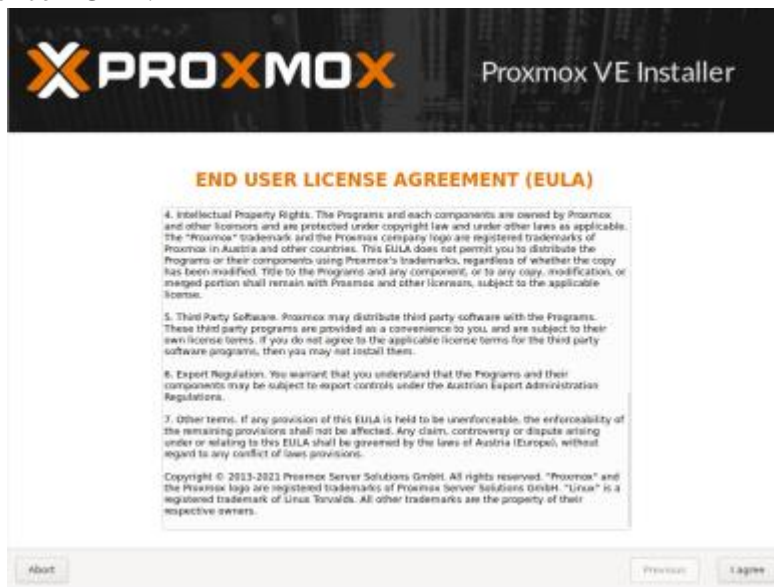 PROXMOX
Proxmox VE Installer
END USER LICENSE AGREEMENT (EULA)
4. Intellectual Property Rights. The Programs and each components are owned by Proxmox
and other licensors and are protected under copyright law and under other laws as applicable.
The "Proxmox" trademark and the Proxmox company logo are registered trademarks of
Proxmox in Austria and other countries. This EULA does not permit you to distribute the
Programs or their components using Proxmox's trademarks, regardless of whether the copy
has been modified. Title to the Programs and any component, or to any copy, modification, or
merged portion shall remain with Proxmox and other licensors, subject to the applicable
license.
5. Third Party Software. Proxmox may distribute third party software with the Programs.
These third party programs are provided as a convenience to you, and are subject to their
own license terms. If you do not agree to the applicable license terms for the third party
software programs, then you may not install them.
6. Export Regulation. You warrant that you understand that the Programs and their
components may be subject to export controls under the Austrian Export Administration
Regulations.
7. Other terms. If any provision of this EULA is held to be unenforceable, the enforceability of
the remaining provisions shall not be affected. Any claim, controversy or dispute arising
under or relating to this EULA shall be governed by the laws of Austria (Europe), without
regard to any conflict of laws provisions.
Copyright © 2013-2021 Proxmox Server Solutions GmbH. All rights reserved. "Proxmox" and
the Proxmox logo are registered trademarks of Proxmox Server Solutions GmbH. "Linux" is a
registered trademark of Linus Torvalds. All other trademarks are the property of their
respective owners.
Abort
Previous
I agree